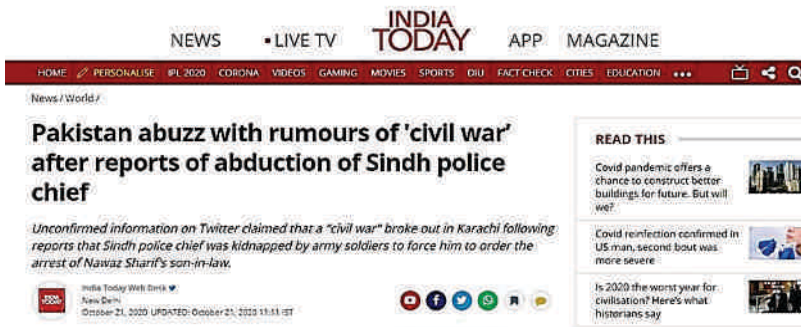 NEWS
LIVE TV
INDIA
TODAY
APP
MAGAZINE
HOME PERSONALISE IPL 2020 CORONA VIDEOS GAMING MOVIES SPORTS DIU FACT CHECK CITIES EDUCATION •••
News / World /
Pakistan abuzz with rumours of 'civil war'
after reports of abduction of Sindh police
chief
Unconfirmed information on Twitter claimed that a "civil war" broke out in Karachi following
reports that Sindh police chief was kidnapped by army soldiers to force him to order the
arrest of Nawaz Sharif's son-in-law.
INDIA
TODAY
India Today Web Desk
New Delhi
October 21, 2020 UPDATED: October 21, 2020 11:11 IST
READ THIS
Covid pandemic offers a
chance to construct better
buildings for future. But will
we?
Covid reinfection confirmed in
US man, second bout was
more severe
Is 2020 the worst year for
civilisation? Here's what
historians say